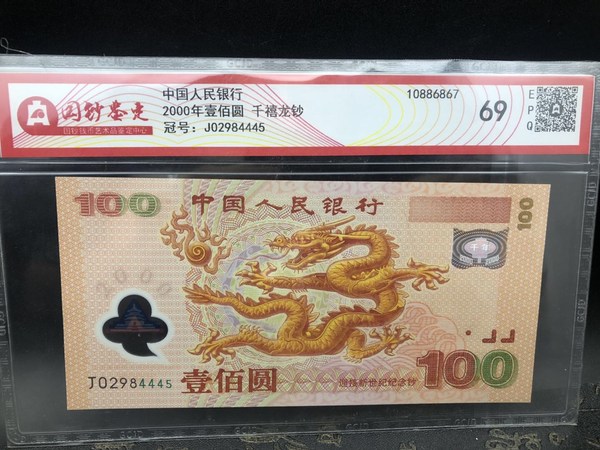 国钞鉴定
国钞钱币艺术品鉴定中心
中国人民银行
2000年壹佰圆 千禧龙钞
冠号：J02984445
10886867
69
E
P
Q
100
中国人民银行
100
2000
J02984445
壹佰圆
迎接新世纪纪念钞
100